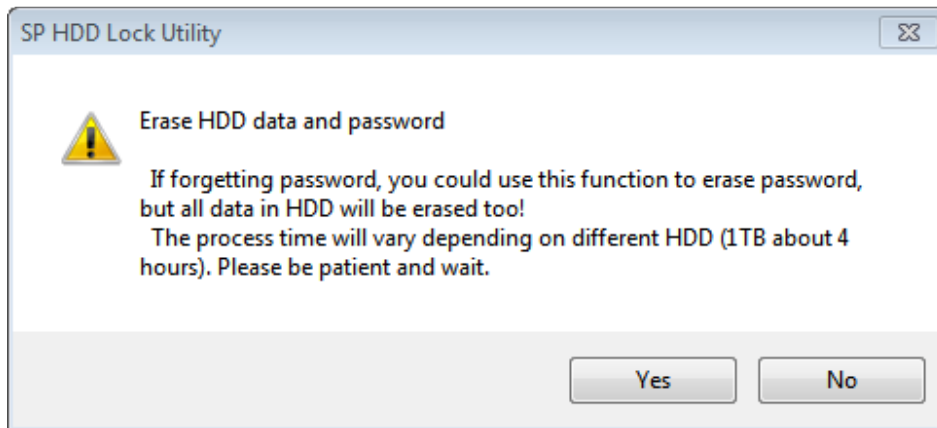 SP HDD Lock Utility
Erase HDD data and password
If forgetting password, you could use this function to erase password,
but all data in HDD will be erased too!
The process time will vary depending on different HDD (1TB about 4
hours). Please be patient and wait.
Yes
No